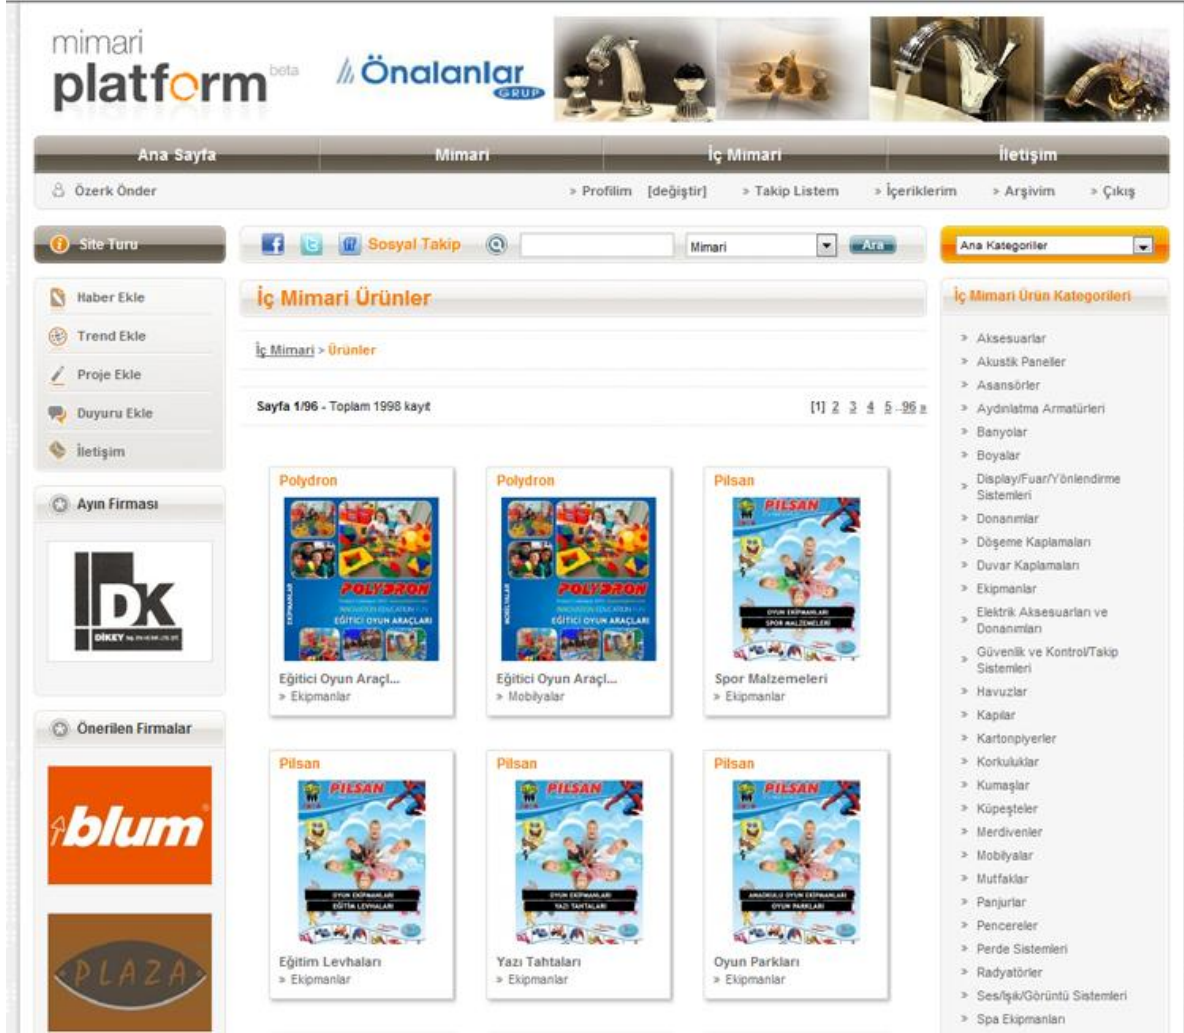 mimari
platform beta
Önalanlar
GRUP
Ana Sayfa Mimari İç Mimari İletişim
Özerk Önder
» Profilim [değiştir] » Takip Listem » İçeriklerim » Arşivim » Çıkış
Site Turu
Sosyal Takip
Mimari
Ara
Ana Kategoriler
Haber Ekle
Trend Ekle
Proje Ekle
Duyuru Ekle
İletişim
Ayın Firması
DK
DİKEY
Önerilen Firmalar
blum
PLAZA
İç Mimari Ürünler
İç Mimari > Ürünler
Sayfa 1/96 - Toplam 1998 kayıt
[1] 2 3 4 5 ..96 »
Polydron
EKİPMANLAR
POLYDRON
EĞİTİCİ OYUN ARAÇLARI
Eğitici Oyun Araçl...
» Ekipmanlar
Polydron
MOBİLYALAR
POLYDRON
EĞİTİCİ OYUN ARAÇLARI
Eğitici Oyun Araçl...
» Mobilyalar
Pilsan
PILSAN
OYUN EKİPMANLARI
SPOR MALZEMELERİ
Spor Malzemeleri
» Ekipmanlar
Pilsan
PILSAN
OYUN EKİPMANLARI
EĞİTİM LEVHALARI
Eğitim Levhaları
» Ekipmanlar
Pilsan
PILSAN
OYUN EKİPMANLARI
YAZI TAHTALARI
Yazı Tahtaları
» Ekipmanlar
Pilsan
PILSAN
ANAOKULU OYUN EKİPMANLARI
OYUN PARKLARI
Oyun Parkları
» Ekipmanlar
İç Mimari Ürün Kategorileri
» Aksesuarlar
» Akustik Paneller
» Asansörler
» Aydınlatma Armatürleri
» Banyolar
» Boyalar
» Display/Fuar/Yönlendirme
Sistemleri
» Donanımlar
» Döşeme Kaplamaları
» Duvar Kaplamaları
» Ekipmanlar
» Elektrik Aksesuarları ve
Donanımları
» Güvenlik ve Kontrol/Takip
Sistemleri
» Havuzlar
» Kapılar
» Kartonpiyerler
» Korkuluklar
» Kumaşlar
» Küpeşteler
» Merdivenler
» Mobilyalar
» Mutfaklar
» Panjurlar
» Pencereler
» Perde Sistemleri
» Radyatörler
» Ses/Işık/Görüntü Sistemleri
» Spa Ekipmanları